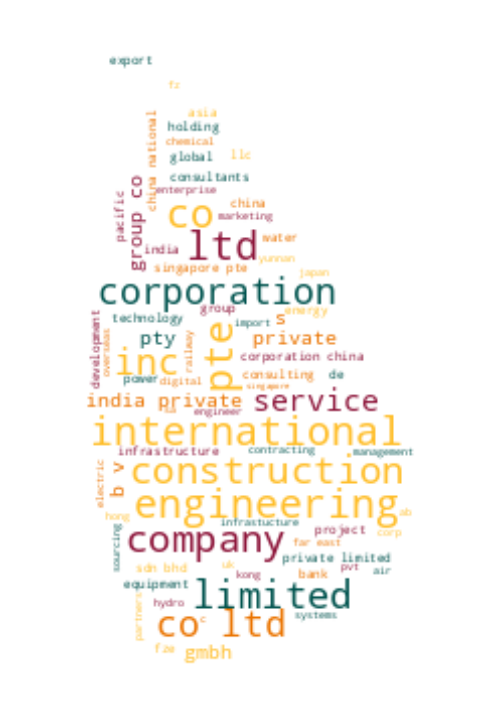 export
fz
asia
holding
chemical
china national
global
llc
consultants
enterprise
pacific
group co
co
china
marketing
ltd
india
water
yunnan
singapore pte
japan
corporation
group
energy
development
overseas
technology
import
s
pty
railway
pte
private
inc
corporation china
power
digital
consulting
de
singapore
india private
service
engineer
international
infrastructure
contracting
management
electric
b v
construction
engineering
hong
ab
infrastucture
sourcing
company
project
corp
far east
private limited
sdn bhd
uk
kong
bank
pvt
air
equipment
limited
hydro
partners
systems
co ltd
c
fze
gmbh